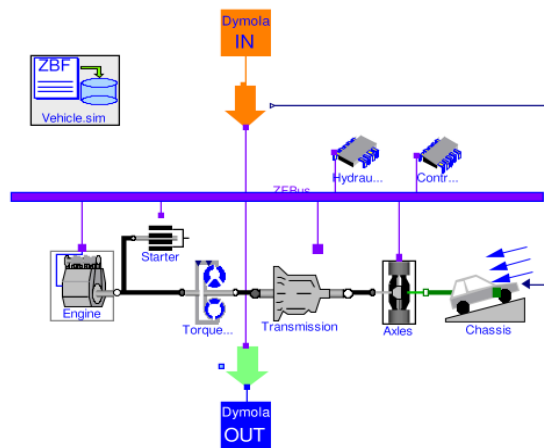 Dymola
IN
ZBF
Vehicle.sim
Hydrau...
Contr...
ZFBus
Starter
Engine
Torque...
Transmission
Axles
Chassis
Dymola
OUT